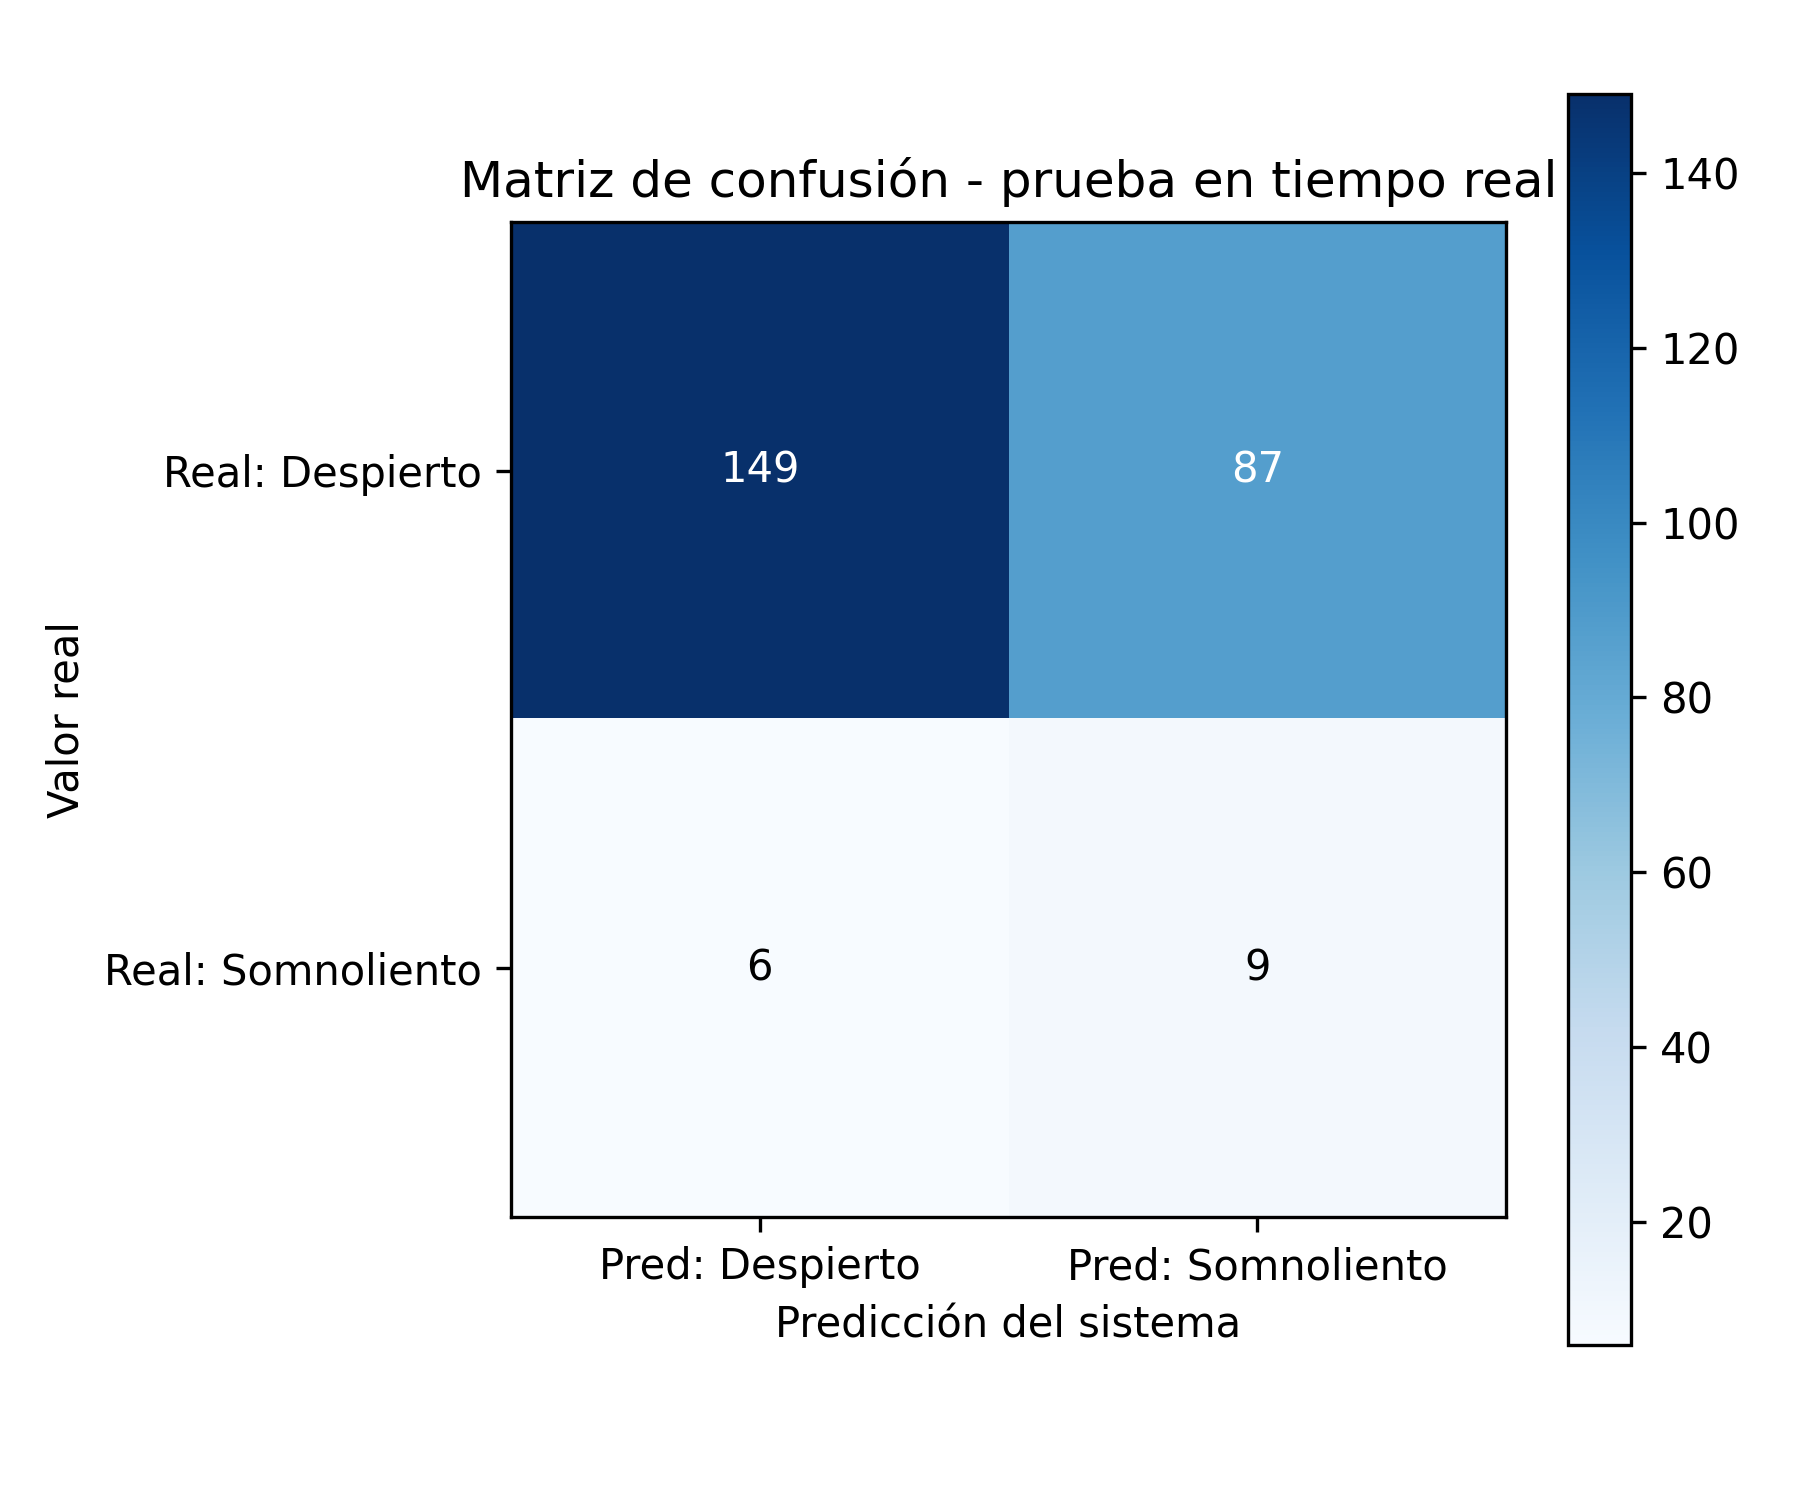 Matriz de confusión - prueba en tiempo real
140
120
100
80
60
40
20
Valor real
Real: Despierto
149
87
Real: Somnoliento
6
9
Pred: Despierto
Pred: Somnoliento
Predicción del sistema